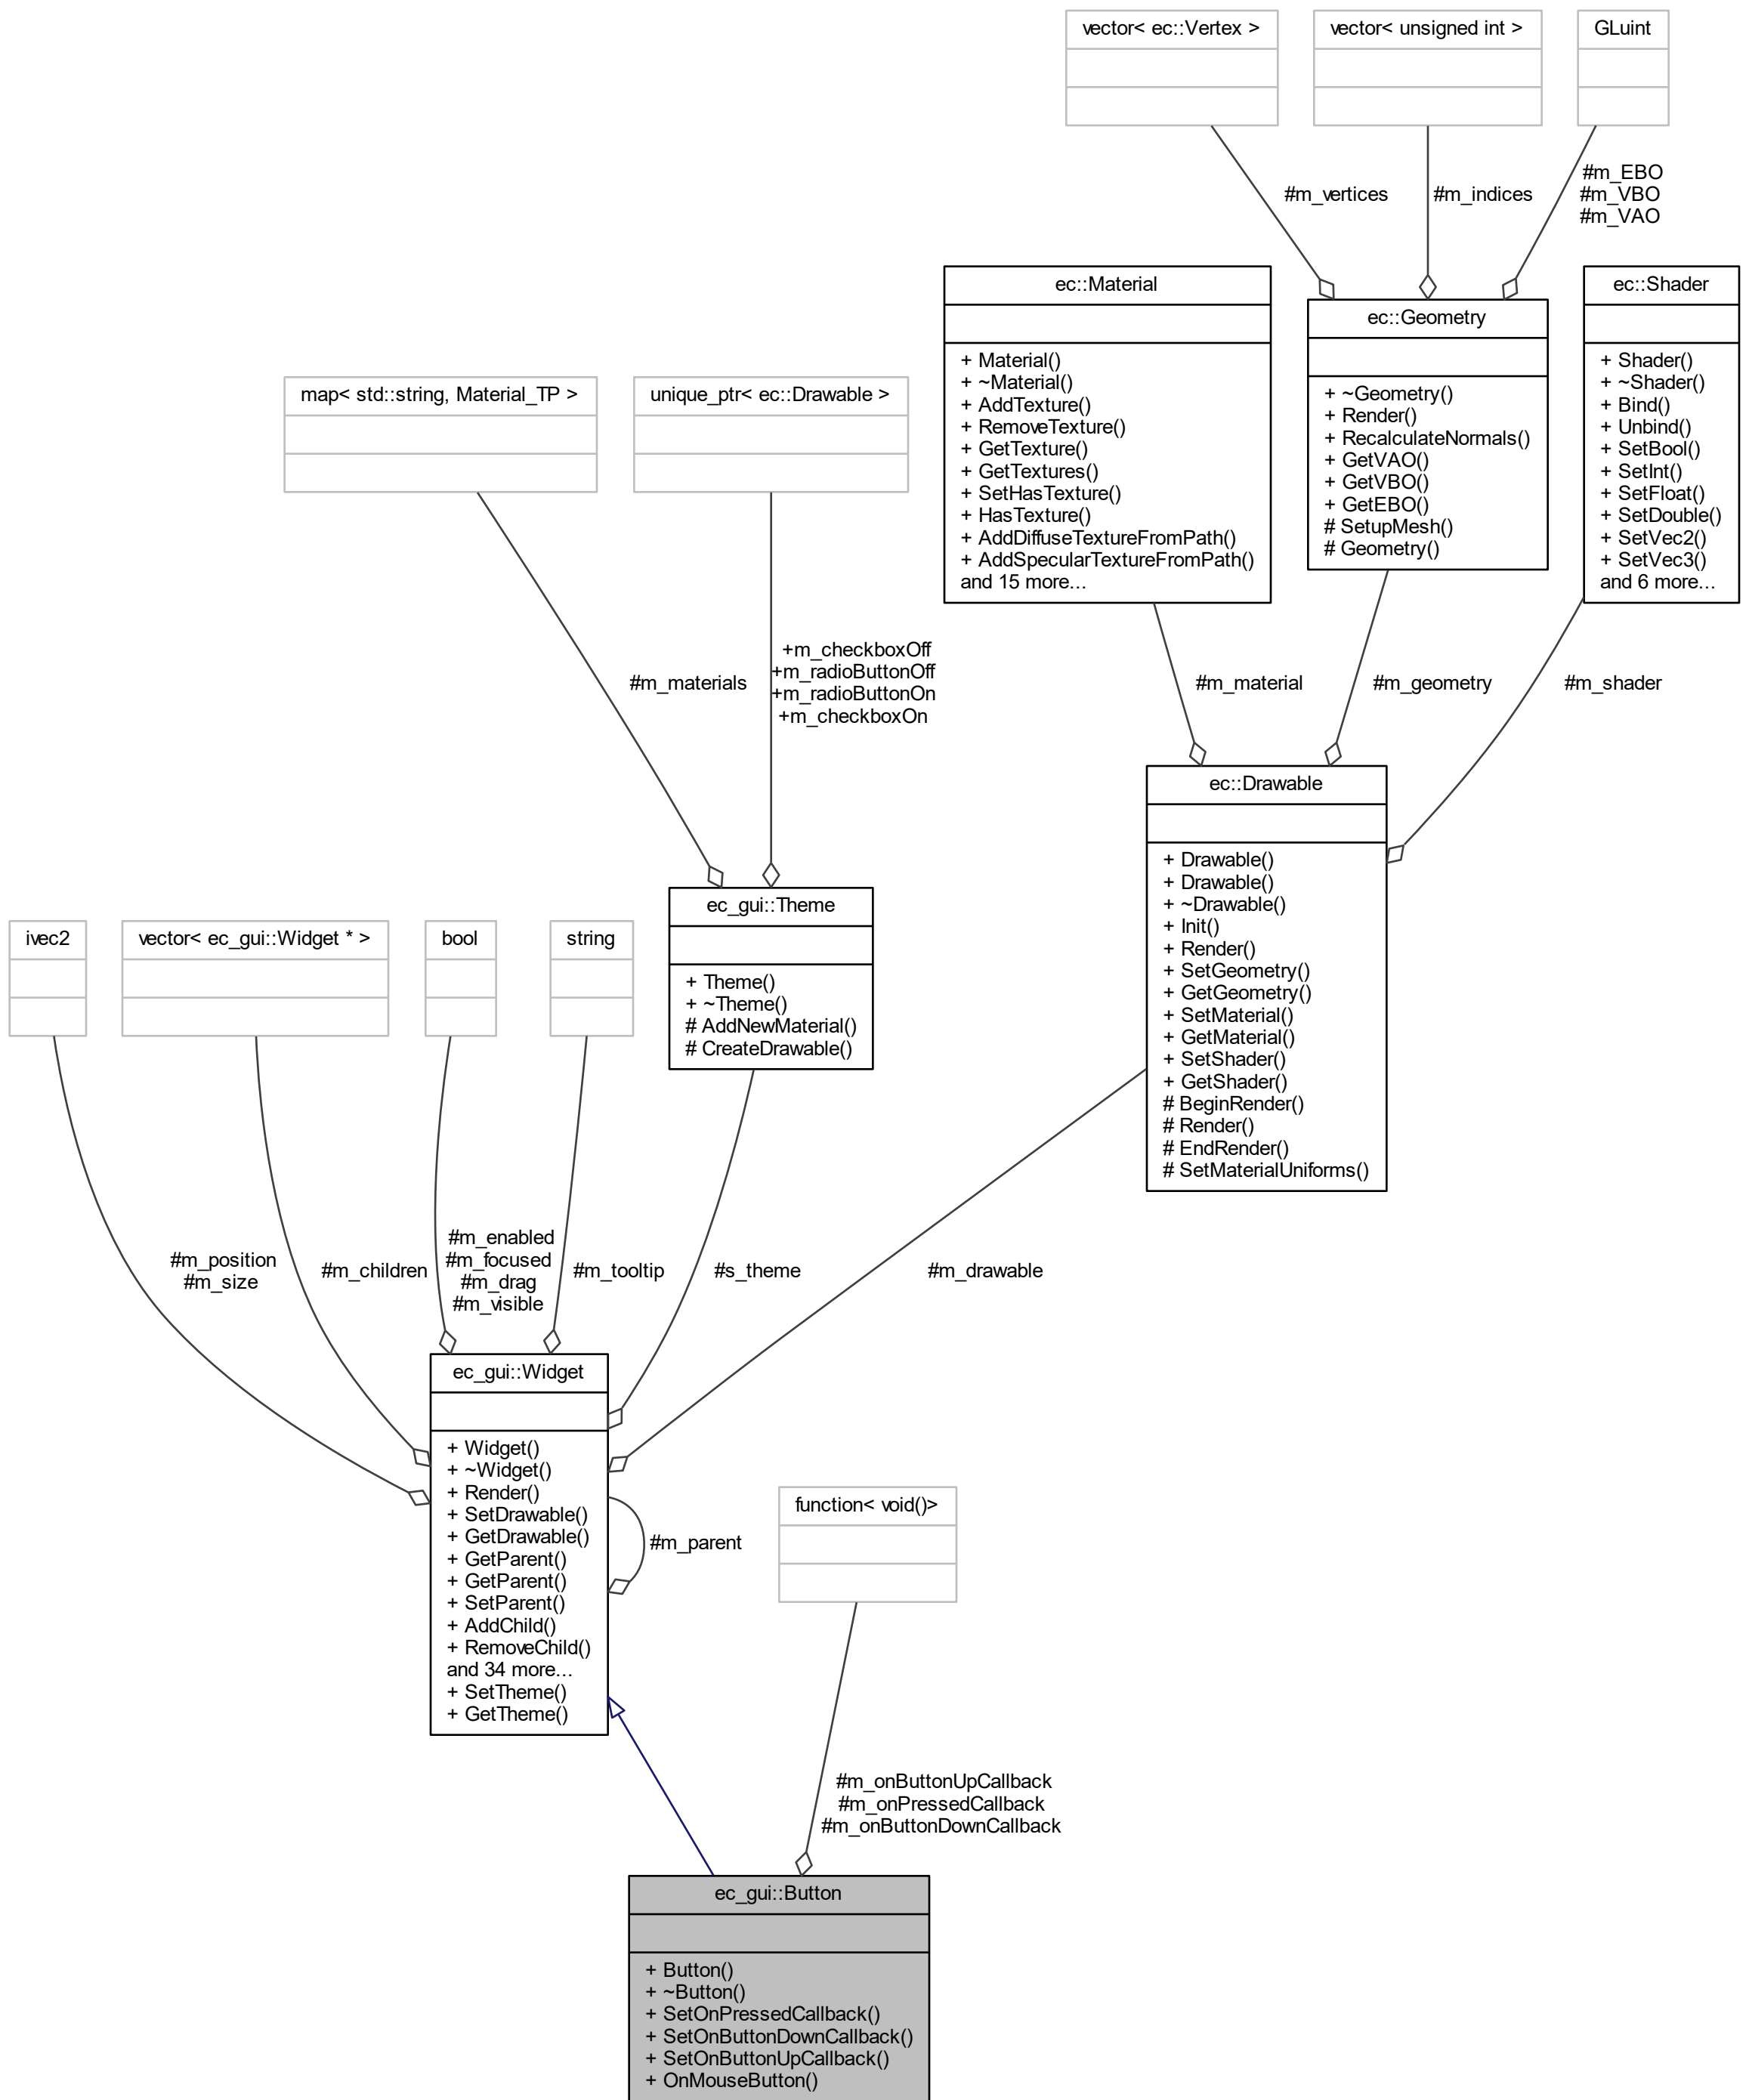 vector< ec::Vertex >
vector< unsigned int >
GLuint
#m_vertices
#m_indices
#m_EBO
#m_VBO
#m_VAO
ec::Material
+ Material()
+ ~Material()
+ AddTexture()
+ RemoveTexture()
+ GetTexture()
+ GetTextures()
+ SetHasTexture()
+ HasTexture()
+ AddDiffuseTextureFromPath()
+ AddSpecularTextureFromPath()
and 15 more...
ec::Geometry
+ ~Geometry()
+ Render()
+ RecalculateNormals()
+ GetVAO()
+ GetVBO()
+ GetEBO()
# SetupMesh()
# Geometry()
ec::Shader
+ Shader()
+ ~Shader()
+ Bind()
+ Unbind()
+ SetBool()
+ SetInt()
+ SetFloat()
+ SetDouble()
+ SetVec2()
+ SetVec3()
and 6 more...
map< std::string, Material_TP >
unique_ptr< ec::Drawable >
#m_materials
+m_checkboxOff
+m_radioButtonOff
+m_radioButtonOn
+m_checkboxOn
#m_material
#m_geometry
#m_shader
ec::Drawable
+ Drawable()
+ Drawable()
+ ~Drawable()
+ Init()
+ Render()
+ SetGeometry()
+ GetGeometry()
+ SetMaterial()
+ GetMaterial()
+ SetShader()
+ GetShader()
# BeginRender()
# Render()
# EndRender()
# SetMaterialUniforms()
ivec2
vector< ec_gui::Widget * >
bool
string
ec_gui::Theme
+ Theme()
+ ~Theme()
# AddNewMaterial()
# CreateDrawable()
#m_position
#m_size
#m_children
#m_enabled
#m_focused
#m_drag
#m_visible
#m_tooltip
#s_theme
#m_drawable
ec_gui::Widget
+ Widget()
+ ~Widget()
+ Render()
+ SetDrawable()
+ GetDrawable()
+ GetParent()
+ GetParent()
+ SetParent()
+ AddChild()
+ RemoveChild()
and 34 more...
+ SetTheme()
+ GetTheme()
#m_parent
function< void()>
#m_onButtonUpCallback
#m_onPressedCallback
#m_onButtonDownCallback
ec_gui::Button
+ Button()
+ ~Button()
+ SetOnPressedCallback()
+ SetOnButtonDownCallback()
+ SetOnButtonUpCallback()
+ OnMouseButton()